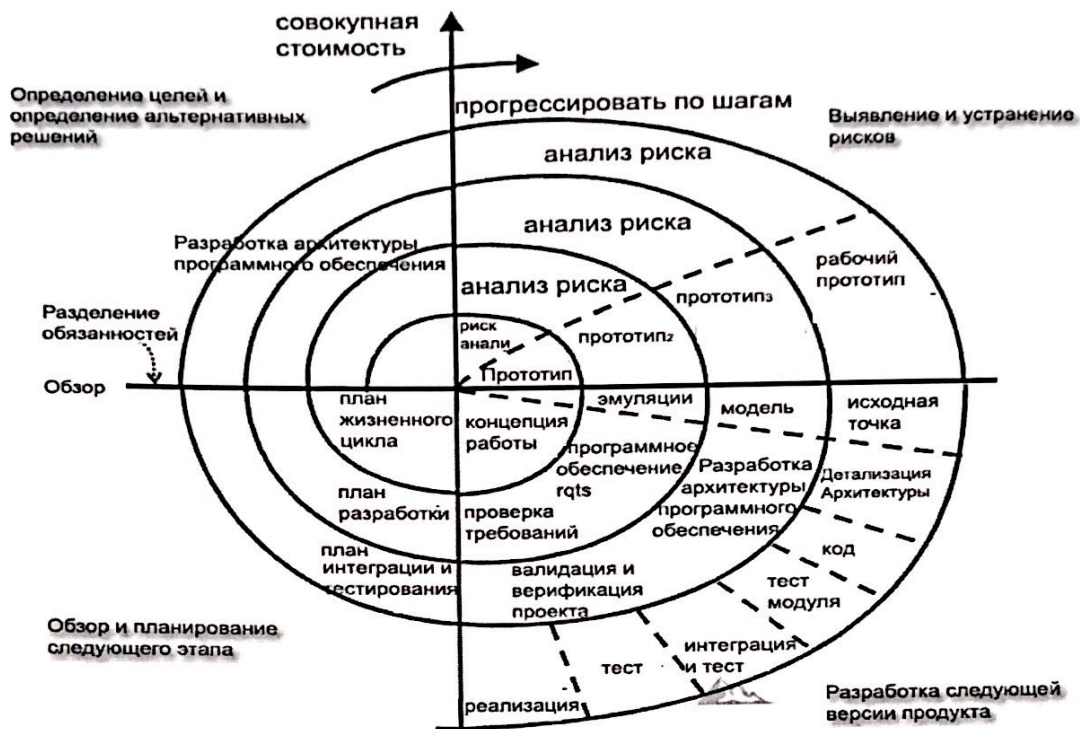 совокупная
стоимость
Определение целей и
определение альтернативных
решений
прогрессировать по шагам
Выявление и устранение
рисков
анализ риска
анализ риска
Разработка архитектуры
программного обеспечения
рабочий
прототип
анализ риска
прототип3
Разделение
обязанностей
риск
анали
прототип2
Прототип
Обзор
план
жизненного
цикла
концепция
работы
эмуляции
модель
исходная
точка
программное
обеспечение
rqts
Разработка
архитектуры
программного
обеспечения
Детализация
Архитектуры
план
разработки
проверка
требований
код
план
интеграции и
тестирования
валидация и
верификация
проекта
тест
модуля
Обзор и планирование
следующего этапа
интеграция
и тест
тест
реализация
Разработка следующей
версии продукта